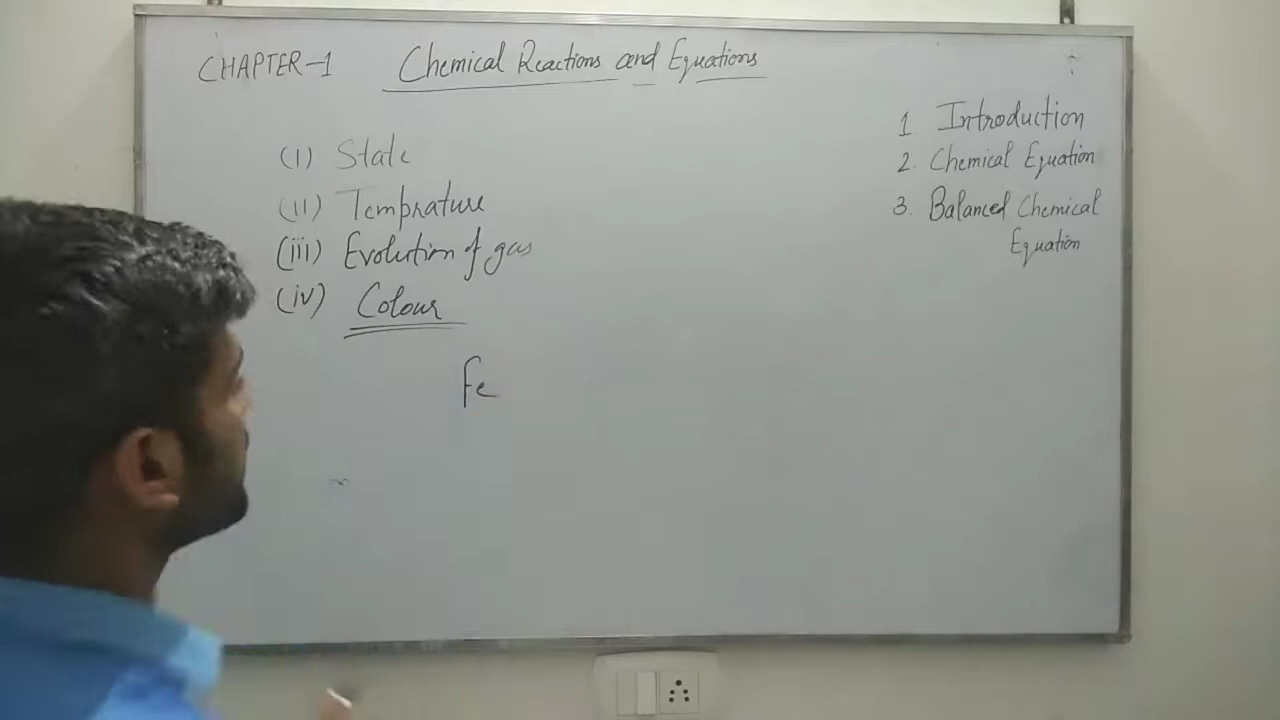 CHAPTER-1 Chemical Reactions and Equations
(I) State
(II) Temprature
(iii) Evolution of gas
(iv) Colour
Fe
1. Introduction
2. Chemical Equation
3. Balanced Chemical
Equation